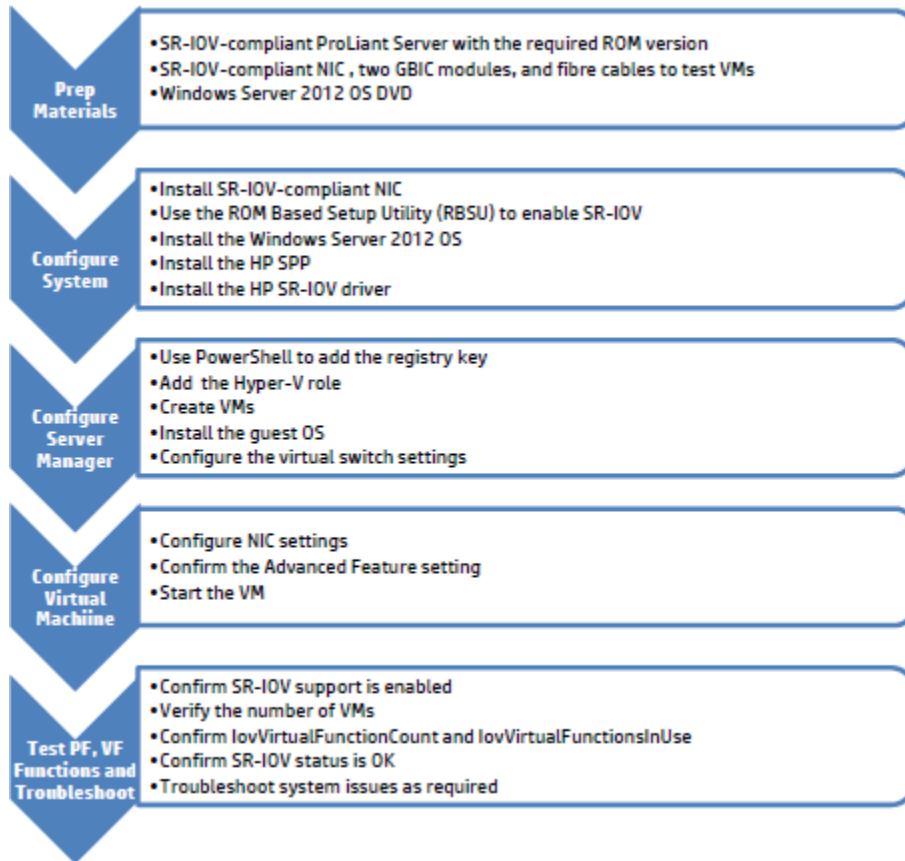 Prep
Materials
•SR-IOV-compliant ProLiant Server with the required ROM version
•SR-IOV-compliant NIC , two GBIC modules, and fibre cables to test VMs
•Windows Server 2012 OS DVD
Configure
System
•Install SR-IOV-compliant NIC
•Use the ROM Based Setup Utility (RBSU) to enable SR-IOV
•Install the Windows Server 2012 OS
•Install the HP SPP
•Install the HP SR-IOV driver
Configure
Server
Manager
•Use PowerShell to add the registry key
•Add the Hyper-V role
•Create VMs
•Install the guest OS
•Configure the virtual switch settings
Configure
Virtual
Machiine
•Configure NIC settings
•Confirm the Advanced Feature setting
•Start the VM
Test PF, VF
Functions and
Troubleshoot
•Confirm SR-IOV support is enabled
•Verify the number of VMs
•Confirm IovVirtualFunctionCount and IovVirtualFunctionsInUse
•Confirm SR-IOV status is OK
•Troubleshoot system issues as required